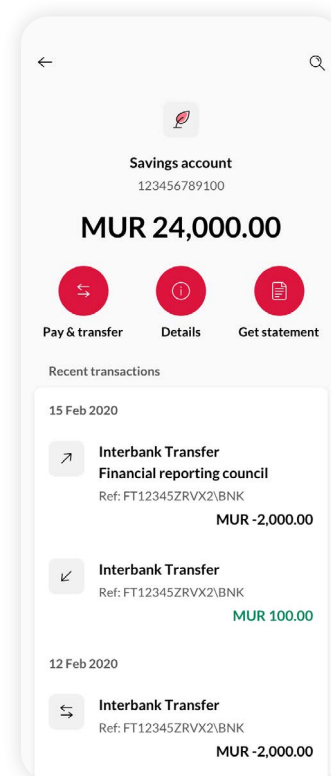 Savings account
123456789100
MUR 24,000.00
Pay & transfer
Details
Get statement
Recent transactions
15 Feb 2020
Interbank Transfer
Financial reporting council
Ref: FT12345ZRVX2\BNK
MUR -2,000.00
Interbank Transfer
Ref: FT12345ZRVX2\BNK
MUR 100.00
12 Feb 2020
Interbank Transfer
Ref: FT12345ZRVX2\BNK
MUR -2,000.00